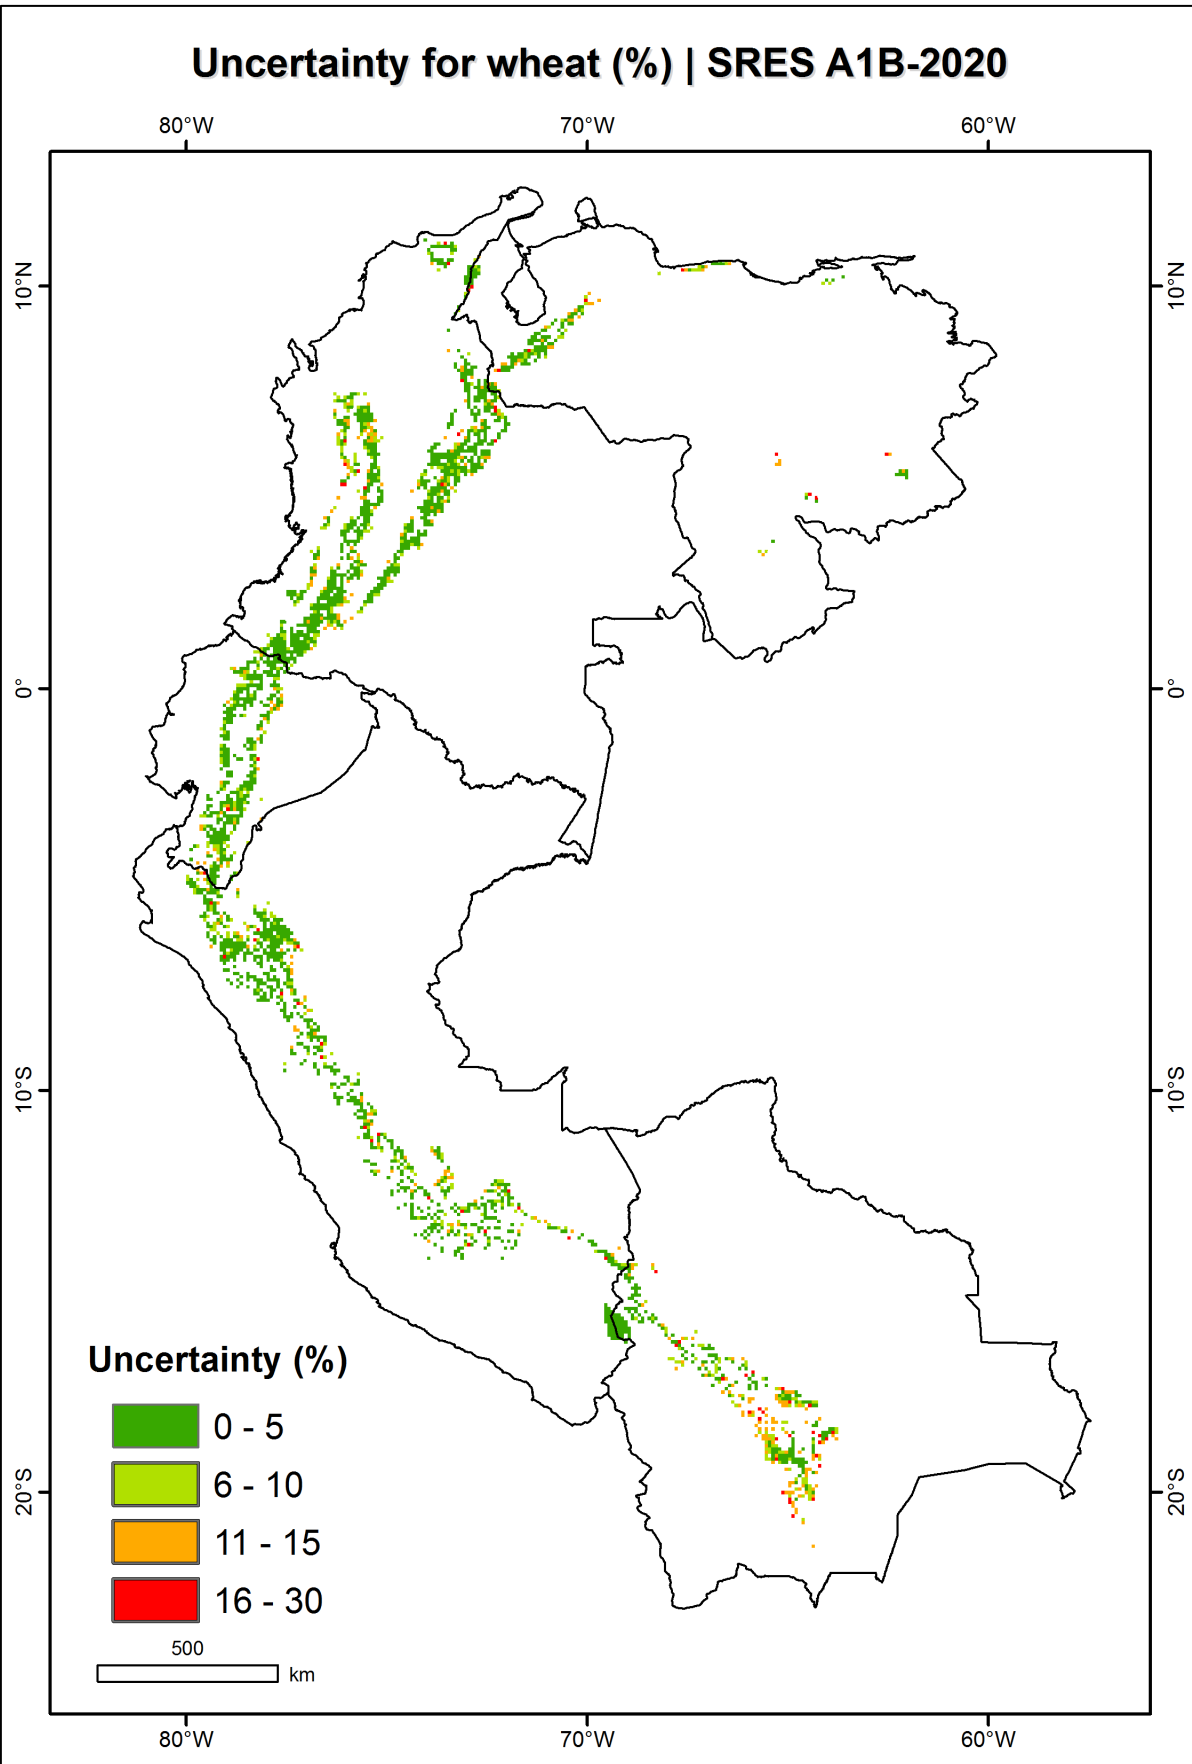 Uncertainty for wheat (%) | SRES A1B-2020
80°W 70°W 60°W
10°N 10°N
0° 0°
10°S 10°S
20°S 20°S
Uncertainty (%)
0 - 5
6 - 10
11 - 15
16 - 30
500
km
80°W 70°W 60°W